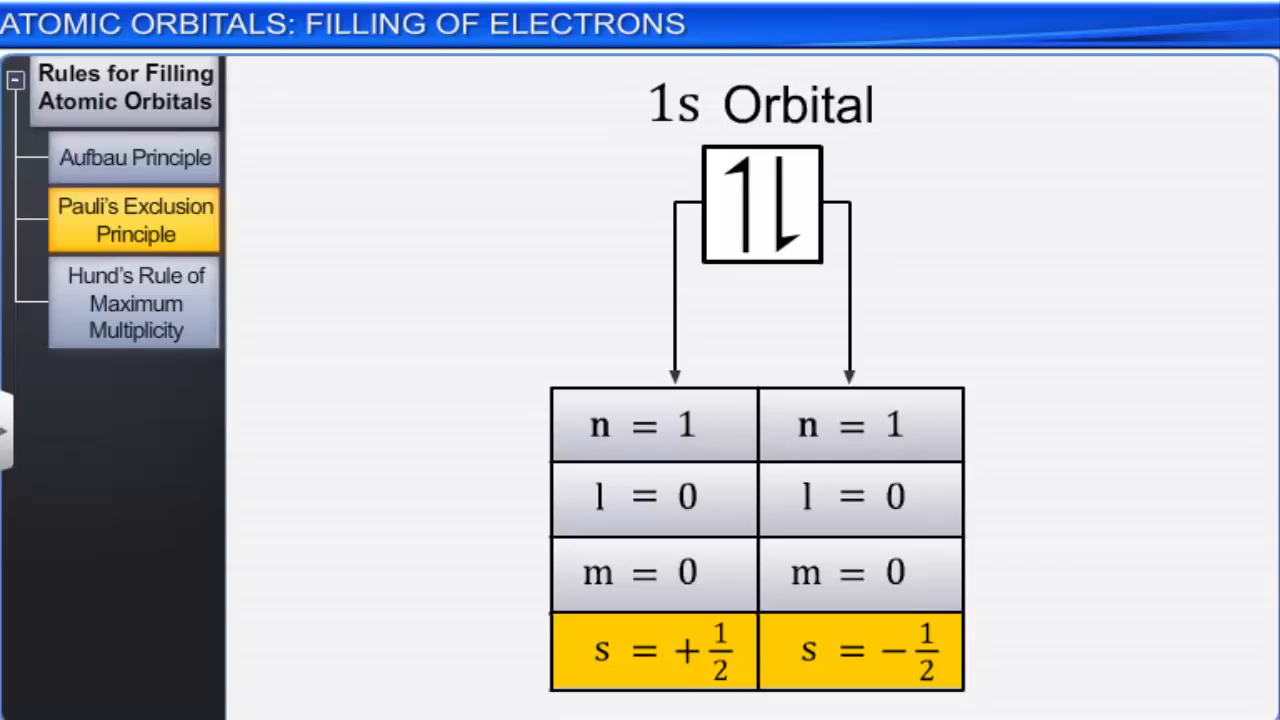 ATOMIC ORBITALS: FILLING OF ELECTRONS
Rules for Filling
Atomic Orbitals
Aufbau Principle
Pauli's Exclusion
Principle
Hund's Rule of
Maximum
Multiplicity
1s Orbital
n = 1 n = 1
l = 0 l = 0
m = 0 m = 0
s = +1/2 s = −1/2